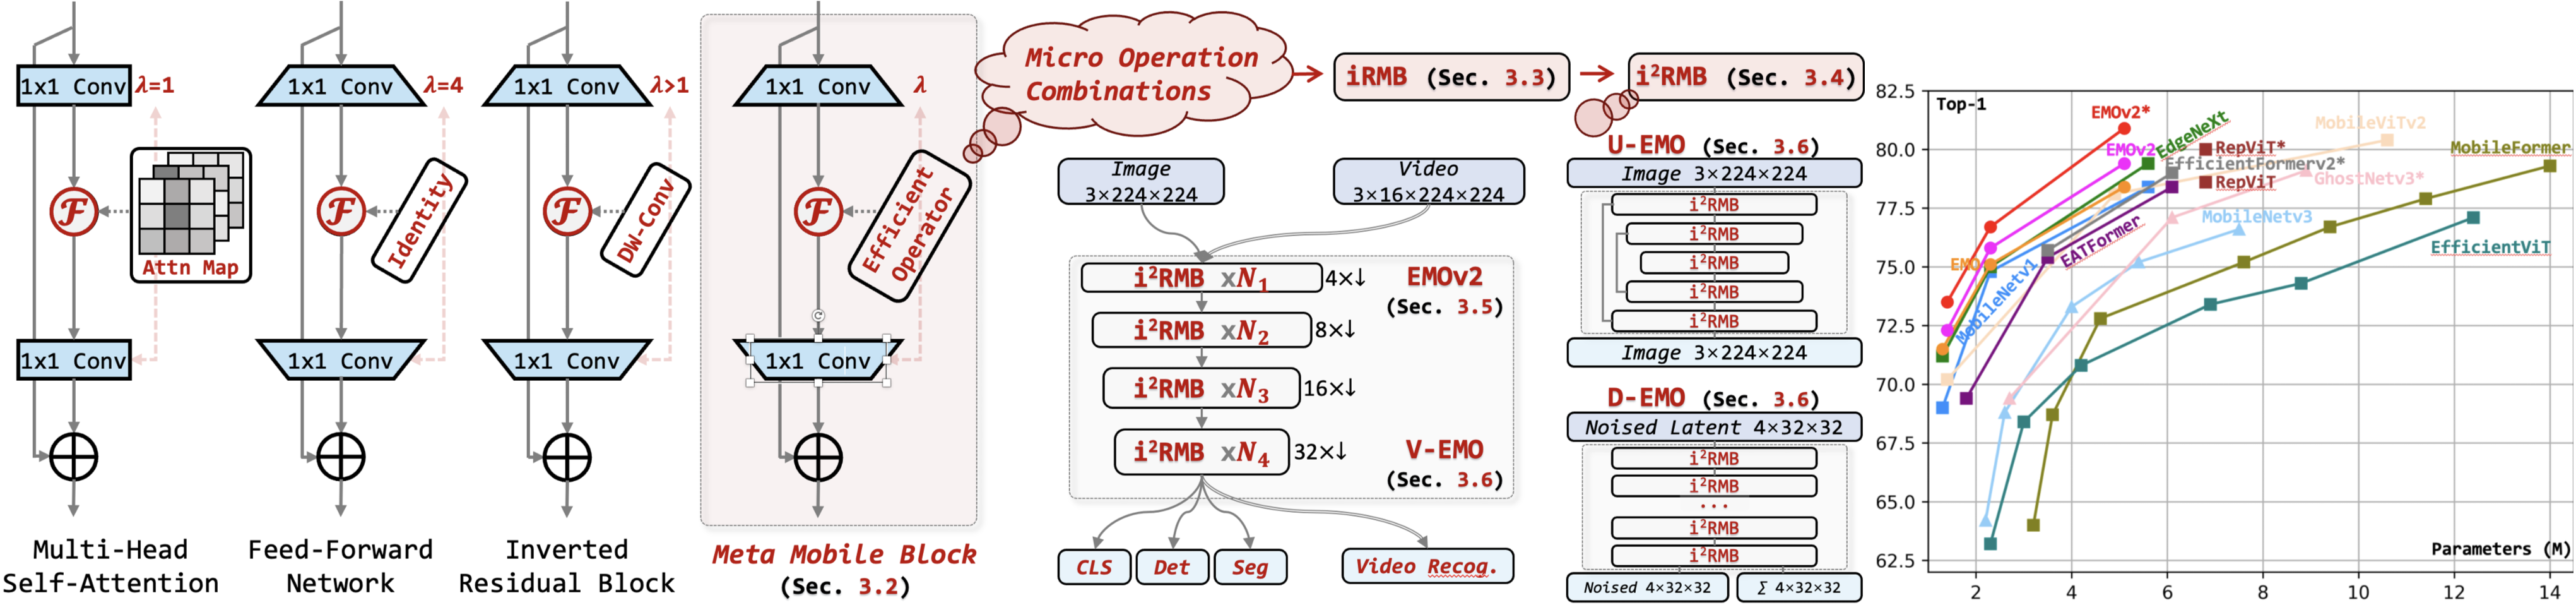 1x1 Conv
λ=1
ℱ
Attn Map
1x1 Conv
Multi-Head
Self-Attention
1x1 Conv
λ=4
ℱ
Identity
1x1 Conv
Feed-Forward
Network
1x1 Conv
λ>1
ℱ
DW-Conv
1x1 Conv
Inverted
Residual Block
1x1 Conv
λ
ℱ
Efficient
Operator
1x1 Conv
Meta Mobile Block
(Sec. 3.2)
Micro Operation
Combinations
iRMB (Sec. 3.3)
i²RMB (Sec. 3.4)
Image
3×224×224
Video
3×16×224×224
i²RMB xN₁
4×↓
i²RMB xN₂
8×↓
i²RMB xN₃
16×↓
i²RMB xN₄
32×↓
EMOv2
(Sec. 3.5)
V-EMO
(Sec. 3.6)
CLS
Det
Seg
Video Recog.
U-EMO (Sec. 3.6)
Image 3×224×224
i²RMB
i²RMB
i²RMB
i²RMB
i²RMB
Image 3×224×224
D-EMO (Sec. 3.6)
Noised Latent 4×32×32
i²RMB
i²RMB
...
i²RMB
i²RMB
Noised 4×32×32
Σ 4×32×32
82.5
80.0
77.5
75.0
72.5
70.0
67.5
65.0
62.5
Top-1
EMOv2*
EMOv2
EdgeNeXt
RepViT*
EfficientFormerv2*
RepViT
MobileViTv2
MobileFormer
GhostNetv3*
MobileNetv3
EfficientViT
EATFormer
EMO
MobileNetv1
Parameters (M)
2
4
6
8
10
12
14